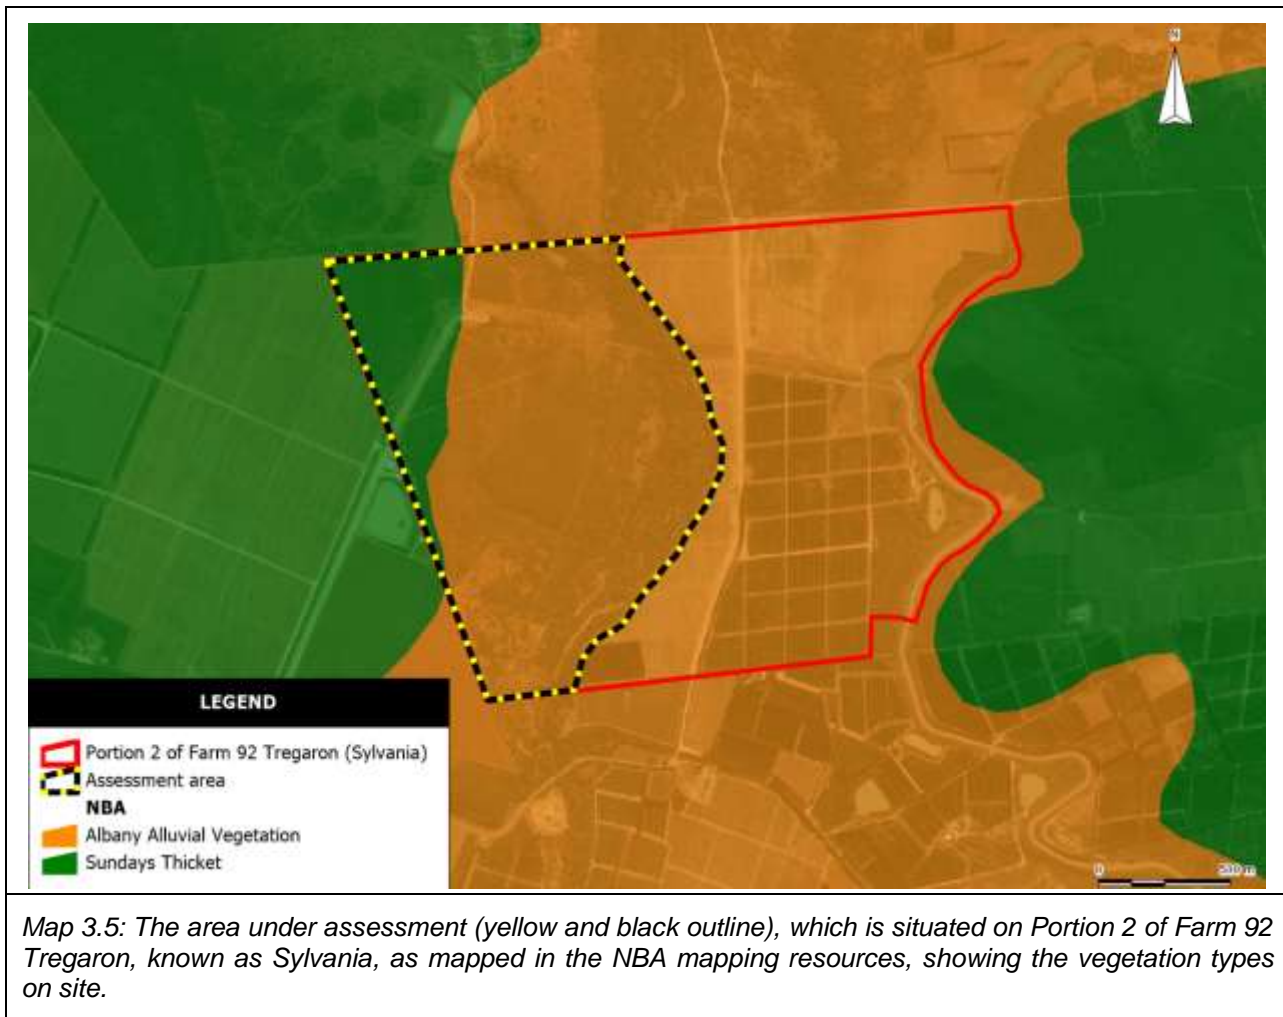 N
LEGEND
Portion 2 of Farm 92 Tregaron (Sylvania)
Assessment area
NBA
Albany Alluvial Vegetation
Sundays Thicket
0 500 m
Map 3.5: The area under assessment (yellow and black outline), which is situated on Portion 2 of Farm 92
Tregaron, known as Sylvania, as mapped in the NBA mapping resources, showing the vegetation types
on site.